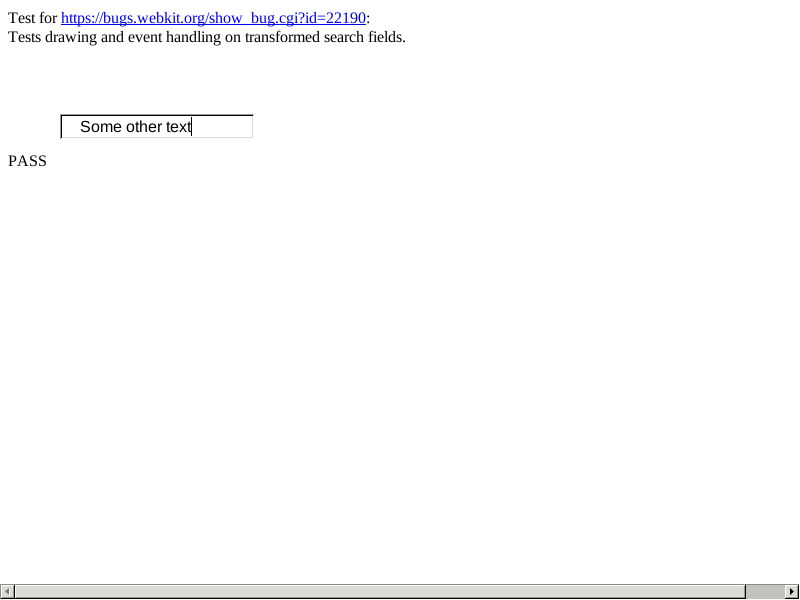 Test for https://bugs.webkit.org/show_bug.cgi?id=22190:
Tests drawing and event handling on transformed search fields.
Some other text
PASS